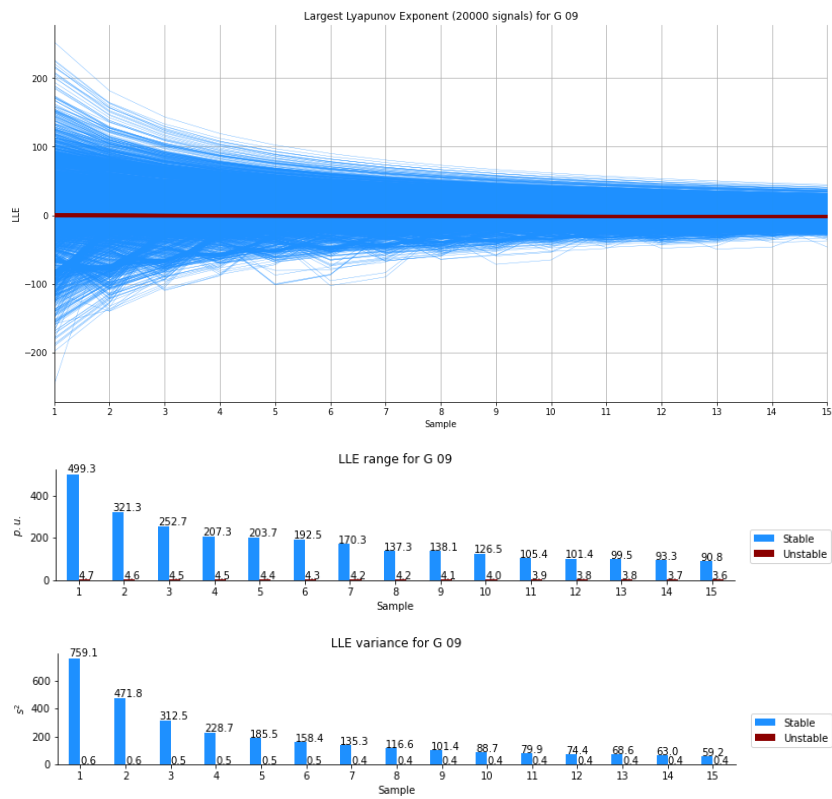 Largest Lyapunov Exponent (20000 signals) for G 09
LLE
200
100
0
−100
−200
1 2 3 4 5 6 7 8 9 10 11 12 13 14 15
Sample
LLE range for G 09
p.u.
400
200
0
499.3 321.3 252.7 207.3 203.7 192.5 170.3 137.3 138.1 126.5 105.4 101.4 99.5 93.3 90.8
4.7 4.6 4.5 4.5 4.4 4.3 4.2 4.2 4.1 4.0 3.9 3.8 3.8 3.7 3.6
1 2 3 4 5 6 7 8 9 10 11 12 13 14 15
Sample
Stable
Unstable
LLE variance for G 09
s²
600
400
200
0
759.1 471.8 312.5 228.7 185.5 158.4 135.3 116.6 101.4 88.7 79.9 74.4 68.6 63.0 59.2
0.6 0.6 0.5 0.5 0.5 0.5 0.4 0.4 0.4 0.4 0.4 0.4 0.4 0.4 0.4
1 2 3 4 5 6 7 8 9 10 11 12 13 14 15
Sample
Stable
Unstable